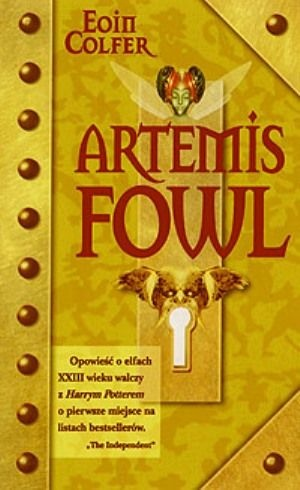 Eoin
Colfer
Artemis
Fowl
Opowieść o elfach
XXIII wieku walczy
z Harrym Potterem
o pierwsze miejsce na
listach bestsellerów.
„The Independent"